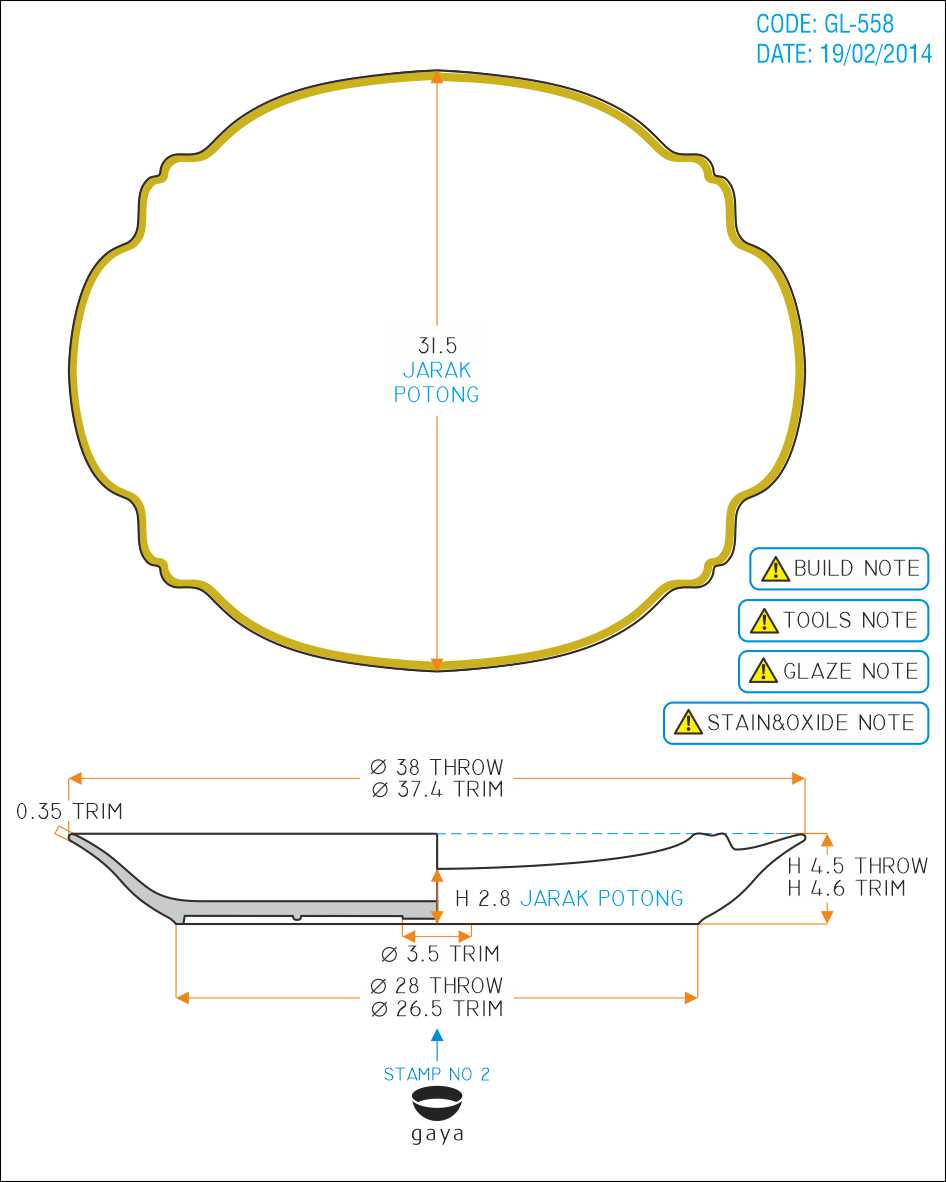 CODE: GL-558
DATE: 19/02/2014
31.5
JARAK
POTONG
BUILD NOTE
TOOLS NOTE
GLAZE NOTE
STAIN&OXIDE NOTE
Ø 38 THROW
Ø 37.4 TRIM
0.35 TRIM
H 4.5 THROW
H 4.6 TRIM
H 2.8 JARAK POTONG
Ø 3.5 TRIM
Ø 28 THROW
Ø 26.5 TRIM
STAMP NO 2
gaya